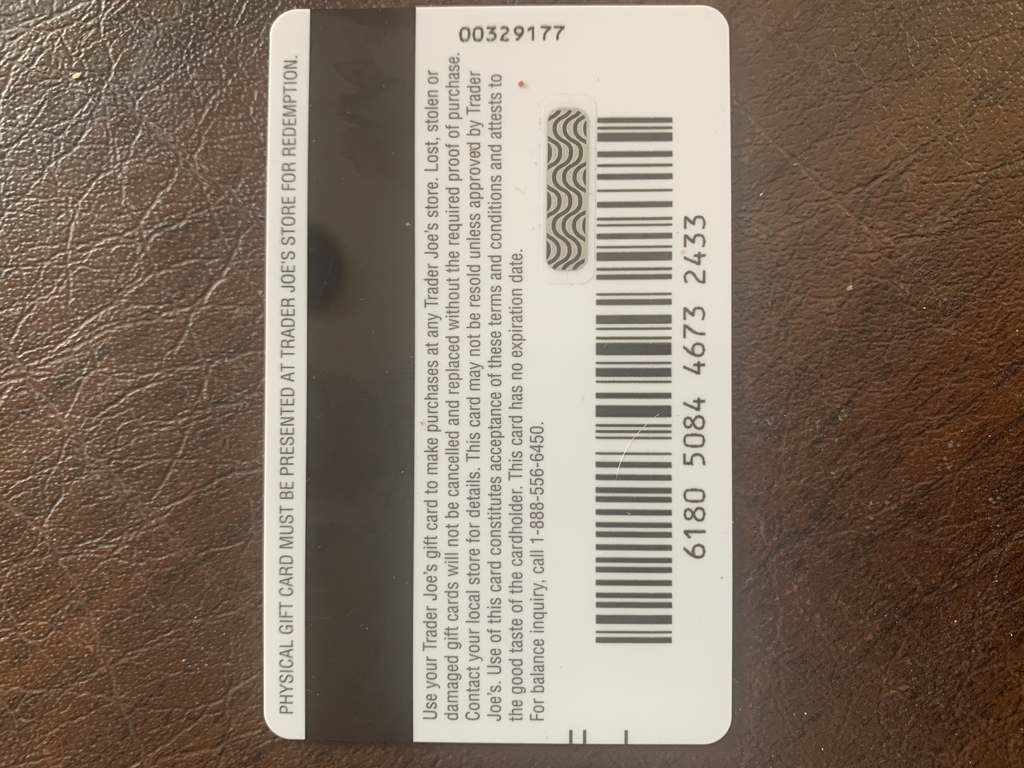 PHYSICAL GIFT CARD MUST BE PRESENTED AT TRADER JOE'S STORE FOR REDEMPTION.
00329177
Use your Trader Joe's gift card to make purchases at any Trader Joe's store. Lost, stolen or
damaged gift cards will not be cancelled and replaced without the required proof of purchase.
Contact your local store for details. This card may not be resold unless approved by Trader
Joe's. Use of this card constitutes acceptance of these terms and conditions and attests to
the good taste of the cardholder. This card has no expiration date.
For balance inquiry, call 1-888-556-6450.
6180 5084 4673 2433